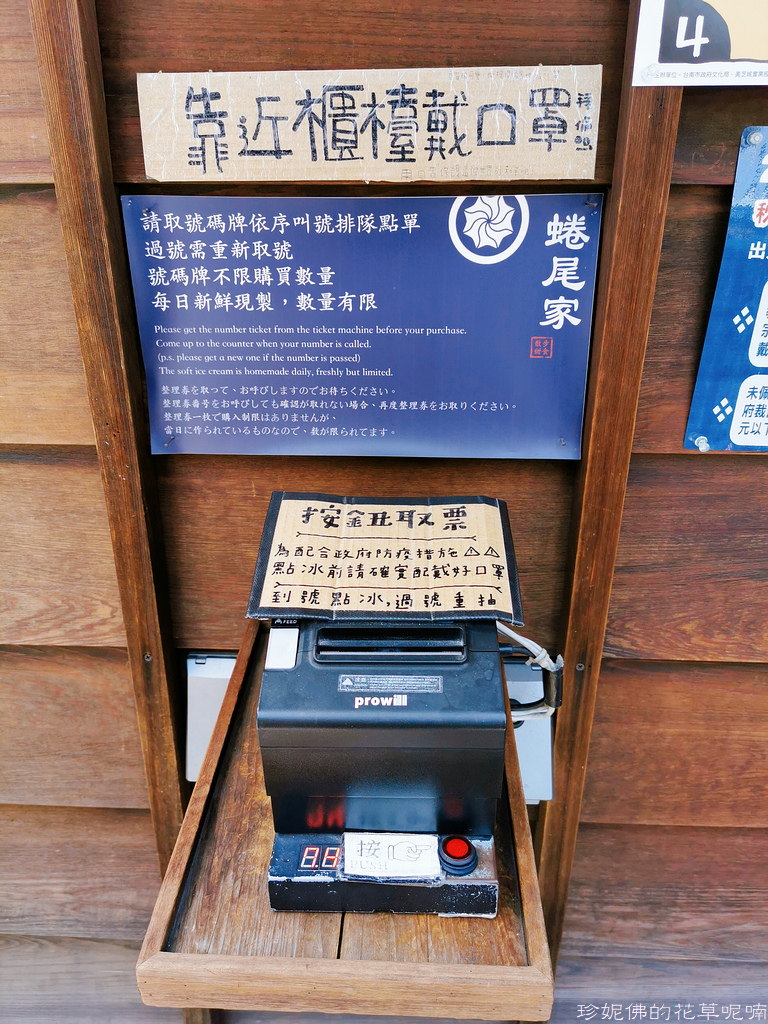 4
靠近櫃檯戴口罩
請取號碼牌依序叫號排隊點單
過號需重新取號
號碼牌不限購買數量
每日新鮮現製，數量有限
蜷尾家
散步
甜食
Please get the number ticket from the ticket machine before your purchase.
Come up to the counter when your number is called.
(p.s. please get a new one if the number is passed)
The soft ice cream is homemade daily, freshly but limited.
整理券を取って、お呼びしますのでお待ちください。
整理券番号をお呼びしても確認が取れない場合、再度整理券をお取りください。
整理券一枚で購入制限はありませんが、
當日に作られているものなので、数が限られてます。
按鈕取票
為配合政府防疫措施
點冰前請確實配戴好口罩
到號點冰,過號重抽
FEED
prowill
8.8
按
PUSH
珍妮佛的花草呢喃